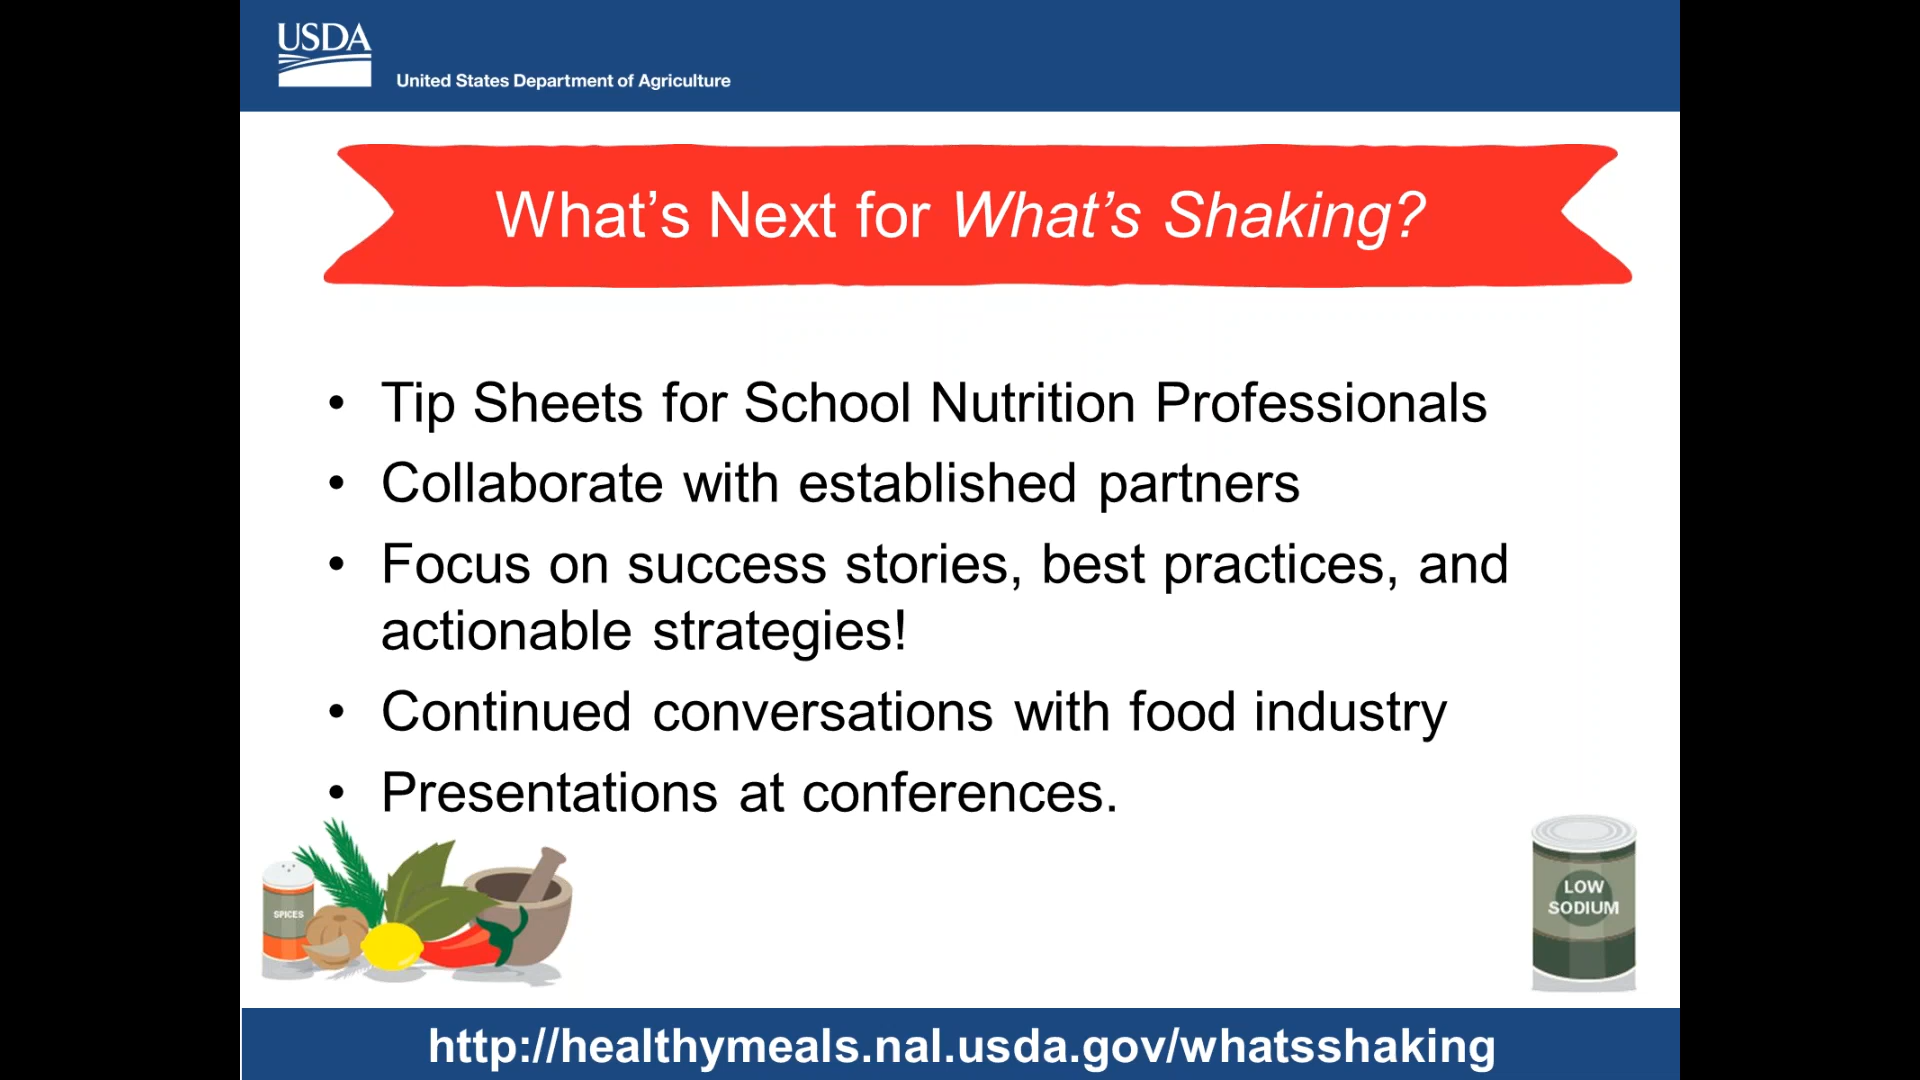 USDA
United States Department of Agriculture
What’s Next for What’s Shaking?
• Tip Sheets for School Nutrition Professionals
• Collaborate with established partners
• Focus on success stories, best practices, and
actionable strategies!
• Continued conversations with food industry
• Presentations at conferences.
SPICES
LOW
SODIUM
http://healthymeals.nal.usda.gov/whatsshaking